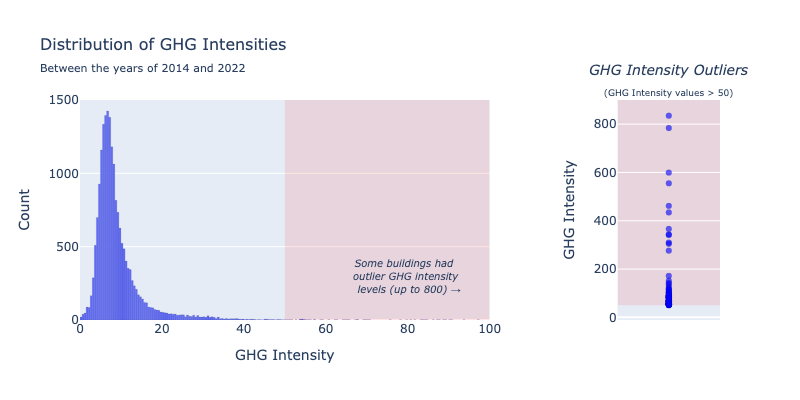 Distribution of GHG Intensities
Between the years of 2014 and 2022
GHG Intensity Outliers
(GHG Intensity values > 50)
1500
1000
500
0
Count
0 20 40 60 80 100
GHG Intensity
Some buildings had
outlier GHG intensity
levels (up to 800) →
800
600
400
200
0
GHG Intensity